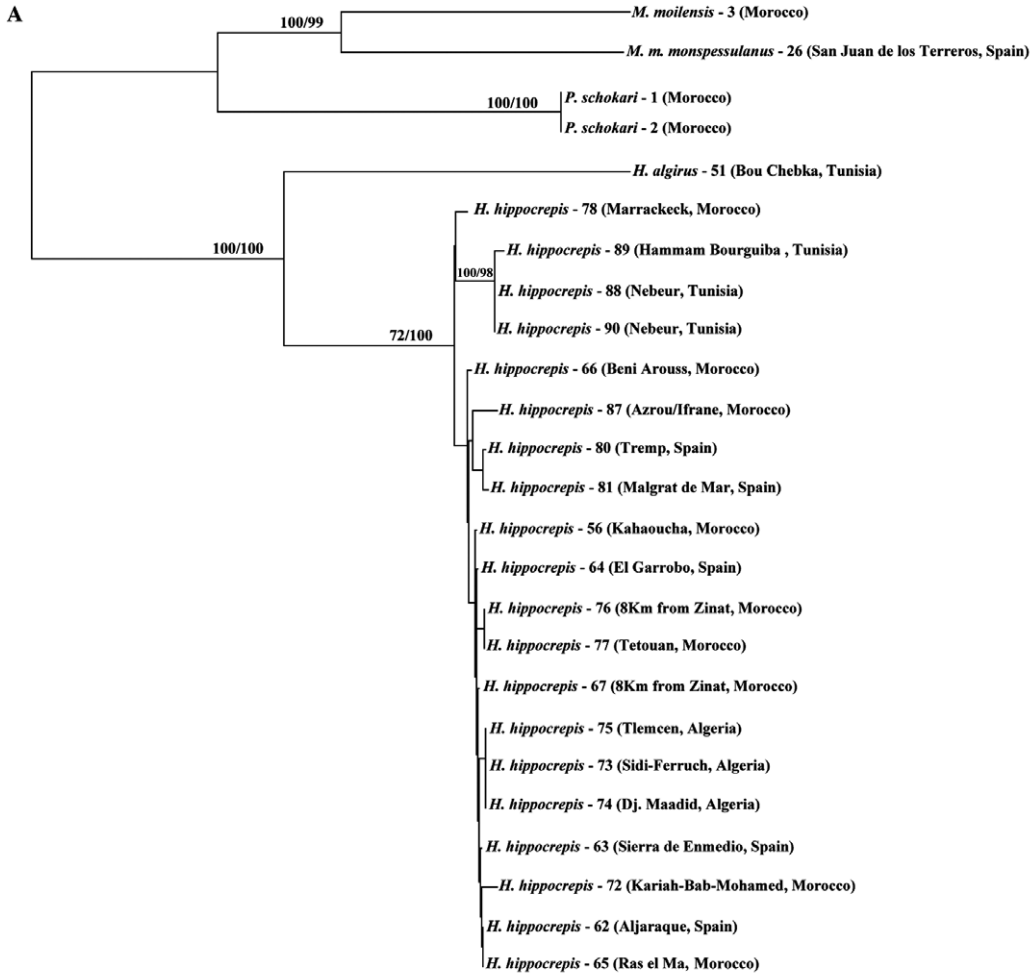 A
100/99
M. moilensis - 3 (Morocco)
M. m. monspessulanus - 26 (San Juan de los Terreros, Spain)
100/100
P. schokari - 1 (Morocco)
P. schokari - 2 (Morocco)
H. algirus - 51 (Bou Chebka, Tunisia)
H. hippocrepis - 78 (Marrackeck, Morocco)
100/100
H. hippocrepis - 89 (Hammam Bourguiba , Tunisia)
100/98
H. hippocrepis - 88 (Nebeur, Tunisia)
H. hippocrepis - 90 (Nebeur, Tunisia)
72/100
H. hippocrepis - 66 (Beni Arouss, Morocco)
H. hippocrepis - 87 (Azrou/Ifrane, Morocco)
H. hippocrepis - 80 (Tremp, Spain)
H. hippocrepis - 81 (Malgrat de Mar, Spain)
H. hippocrepis - 56 (Kahaoucha, Morocco)
H. hippocrepis - 64 (El Garrobo, Spain)
H. hippocrepis - 76 (8Km from Zinat, Morocco)
H. hippocrepis - 77 (Tetouan, Morocco)
H. hippocrepis - 67 (8Km from Zinat, Morocco)
H. hippocrepis - 75 (Tlemcen, Algeria)
H. hippocrepis - 73 (Sidi-Ferruch, Algeria)
H. hippocrepis - 74 (Dj. Maadid, Algeria)
H. hippocrepis - 63 (Sierra de Enmedio, Spain)
H. hippocrepis - 72 (Kariah-Bab-Mohamed, Morocco)
H. hippocrepis - 62 (Aljaraque, Spain)
H. hippocrepis - 65 (Ras el Ma, Morocco)